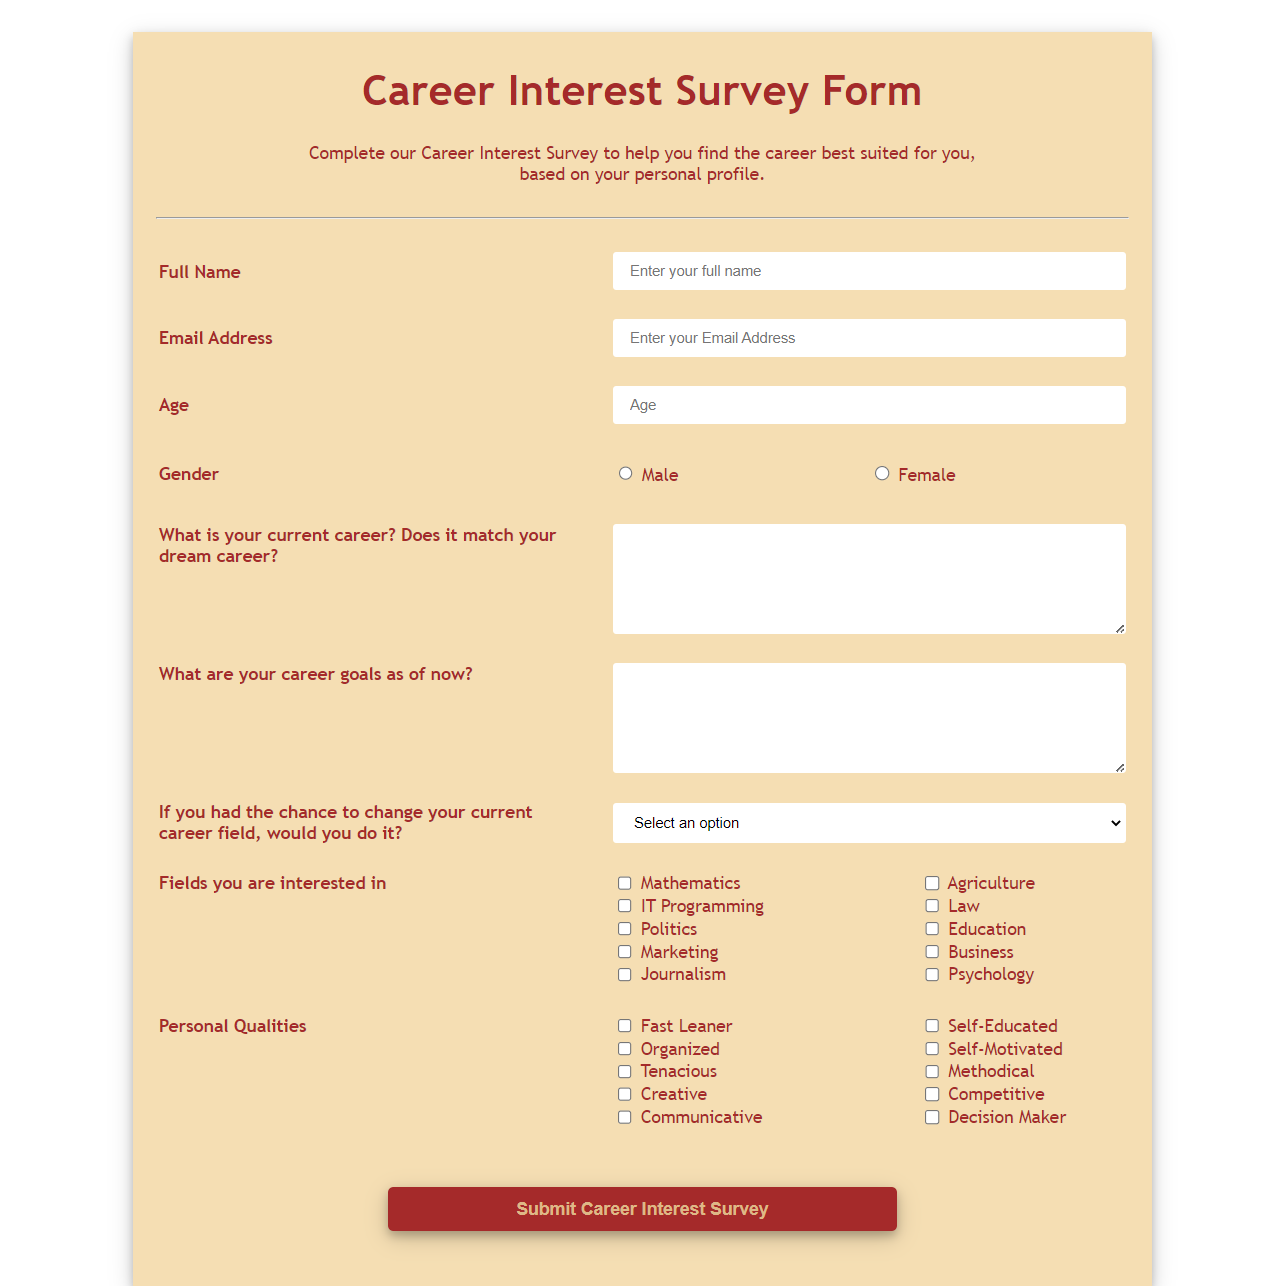 Career Interest Survey Form
Complete our Career Interest Survey to help you find the career best suited for you,
based on your personal profile.
Full Name
Enter your full name
Email Address
Enter your Email Address
Age
Age
Gender
Male
Female
What is your current career? Does it match your
dream career?
What are your career goals as of now?
If you had the chance to change your current
career field, would you do it?
Select an option
Fields you are interested in
Mathematics
Agriculture
IT Programming
Law
Politics
Education
Marketing
Business
Journalism
Psychology
Personal Qualities
Fast Leaner
Self-Educated
Organized
Self-Motivated
Tenacious
Methodical
Creative
Competitive
Communicative
Decision Maker
Submit Career Interest Survey